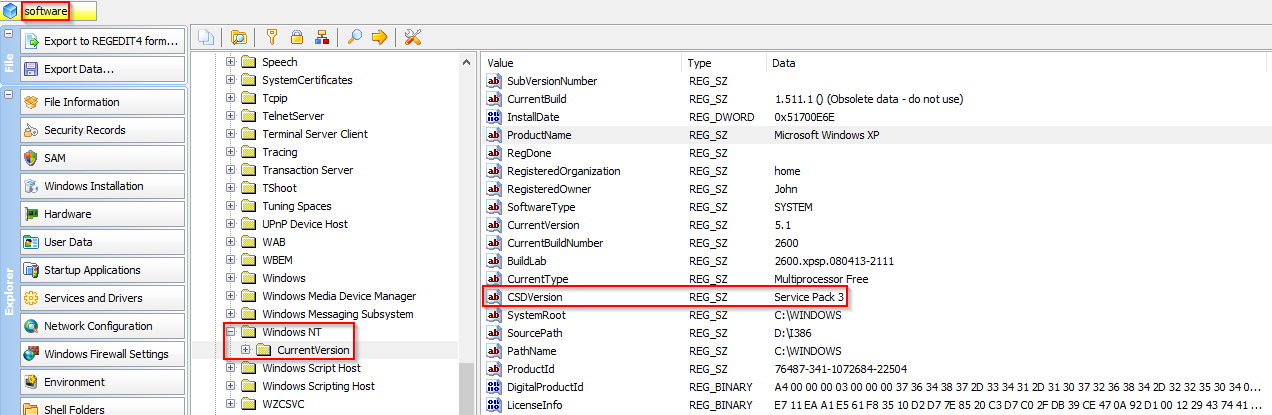 software
File
Export to REGEDIT4 form...
Export Data...
Explorer
File Information
Security Records
SAM
Windows Installation
Hardware
User Data
Startup Applications
Services and Drivers
Network Configuration
Windows Firewall Settings
Environment
Shell Folders
Speech
SystemCertificates
Tcpip
TelnetServer
Terminal Server Client
Tracing
Transaction Server
TShoot
Tuning Spaces
UPnP Device Host
WAB
WBEM
Windows
Windows Media Device Manager
Windows Messaging Subsystem
Windows NT
CurrentVersion
Windows Script Host
Windows Scripting Host
WZCSVC
Value Type Data
SubVersionNumber REG_SZ
CurrentBuild REG_SZ 1.511.1 () (Obsolete data - do not use)
InstallDate REG_DWORD 0x51700E6E
ProductName REG_SZ Microsoft Windows XP
RegDone REG_SZ
RegisteredOrganization REG_SZ home
RegisteredOwner REG_SZ John
SoftwareType REG_SZ SYSTEM
CurrentVersion REG_SZ 5.1
CurrentBuildNumber REG_SZ 2600
BuildLab REG_SZ 2600.xpsp.080413-2111
CurrentType REG_SZ Multiprocessor Free
CSDVersion REG_SZ Service Pack 3
SystemRoot REG_SZ C:\WINDOWS
SourcePath REG_SZ D:\I386
PathName REG_SZ C:\WINDOWS
ProductId REG_SZ 76487-341-1072684-22504
DigitalProductId REG_BINARY A4 00 00 00 03 00 00 00 37 36 34 38 37 2D 33 34 31 2D 31 30 37 32 36 38 34 2D 32 32 35 30 34 0...
LicenseInfo REG_BINARY E7 11 EA A1 E5 61 F8 35 10 D2 D7 7E 85 20 C3 D7 C0 2F DB 39 CE 47 0A 92 D1 00 12 29 43 74 41...